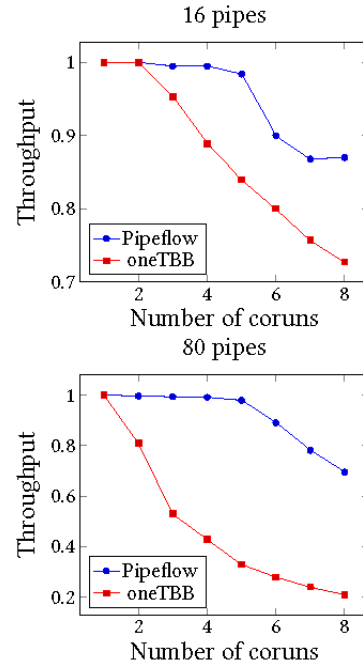 16 pipes
1
0.9
0.8
0.7
Throughput
Pipeflow
oneTBB
2 4 6 8
Number of coruns
80 pipes
1
0.8
0.6
0.4
0.2
Throughput
Pipeflow
oneTBB
2 4 6 8
Number of coruns